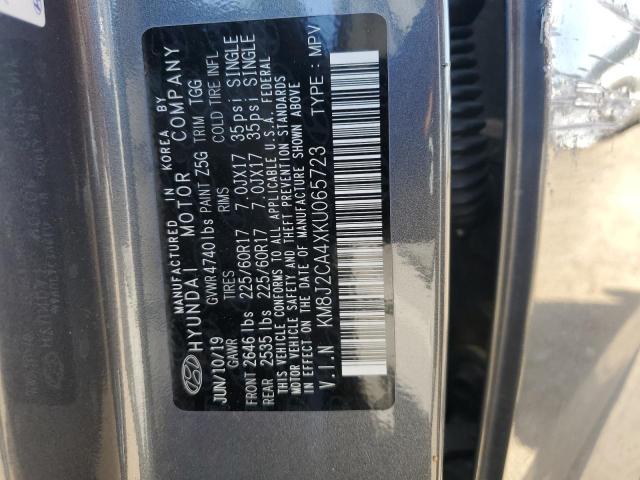 MANUFACTURED IN KOREA BY
HYUNDAI MOTOR COMPANY
JUN/10/19 GVWR 4740 lbs PAINT Z5G TRIM TGG
GAWR TIRES RIMS COLD TIRE INFL
FRONT 2646 lbs 225/60R17 7.0JX17 35psi SINGLE
REAR 2535 lbs 225/60R17 7.0JX17 35psi SINGLE
THIS VEHICLE CONFORMS TO ALL APPLICABLE U.S.A. FEDERAL
MOTOR VEHICLE SAFETY AND THEFT PREVENTION STANDARDS
IN EFFECT ON THE DATE OF MANUFACTURE SHOWN ABOVE
V.I.N KM8J2CA4XKU065723 TYPE : MPV